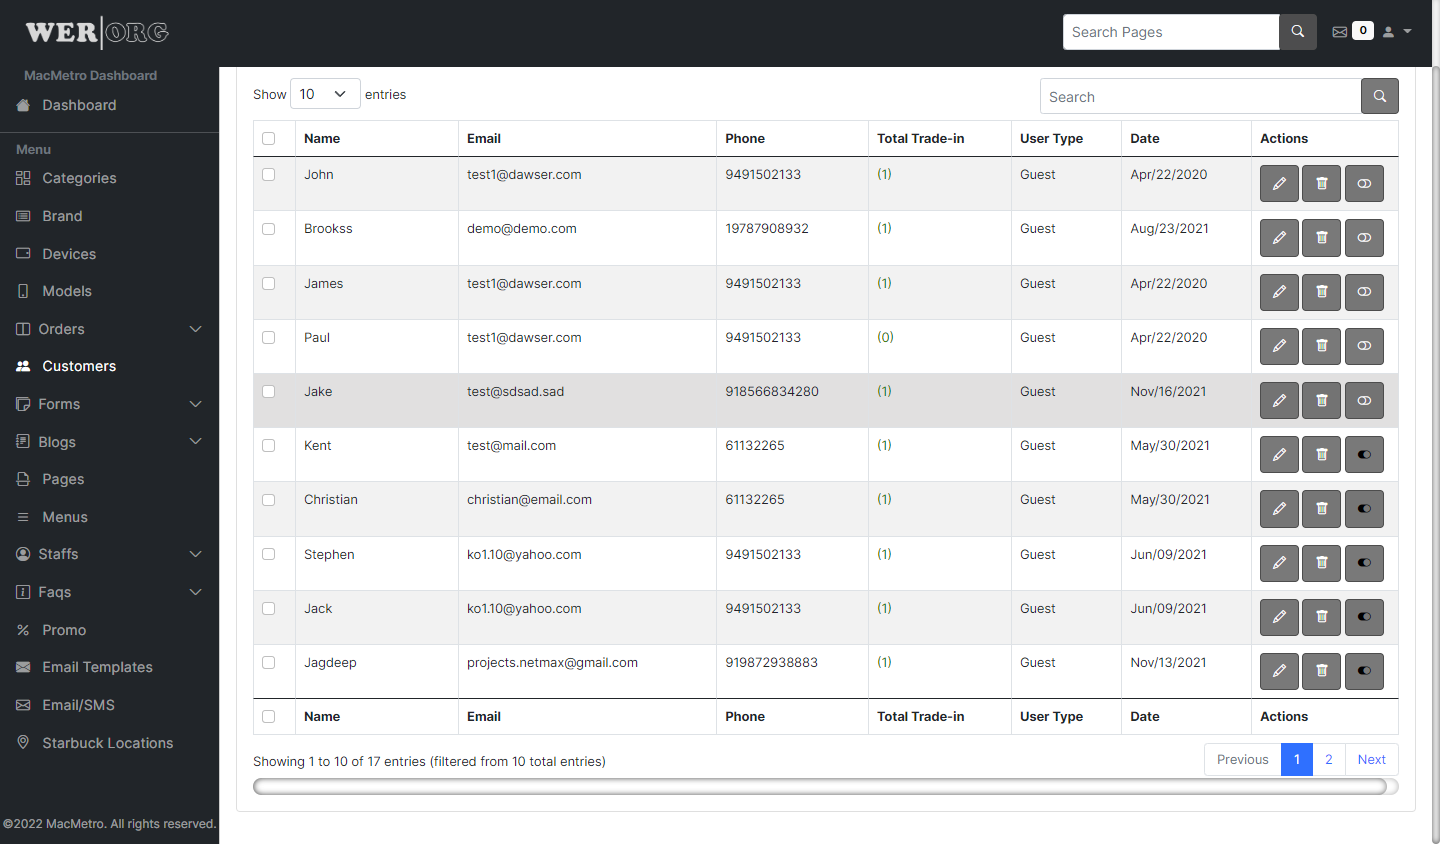 WER|ORG
Search Pages
0
MacMetro Dashboard
Dashboard
Menu
Categories
Brand
Devices
Models
Orders
Customers
Forms
Blogs
Pages
Menus
Staffs
Faqs
Promo
Email Templates
Email/SMS
Starbuck Locations
©2022 MacMetro. All rights reserved.
Show 10 entries
Search
Name Email Phone Total Trade-in User Type Date Actions
John test1@dawser.com 9491502133 (1) Guest Apr/22/2020
Brookss demo@demo.com 19787908932 (1) Guest Aug/23/2021
James test1@dawser.com 9491502133 (1) Guest Apr/22/2020
Paul test1@dawser.com 9491502133 (0) Guest Apr/22/2020
Jake test@sdsad.sad 918566834280 (1) Guest Nov/16/2021
Kent test@mail.com 61132265 (1) Guest May/30/2021
Christian christian@email.com 61132265 (1) Guest May/30/2021
Stephen ko1.10@yahoo.com 9491502133 (1) Guest Jun/09/2021
Jack ko1.10@yahoo.com 9491502133 (1) Guest Jun/09/2021
Jagdeep projects.netmax@gmail.com 919872938883 (1) Guest Nov/13/2021
Name Email Phone Total Trade-in User Type Date Actions
Showing 1 to 10 of 17 entries (filtered from 10 total entries)
Previous 1 2 Next